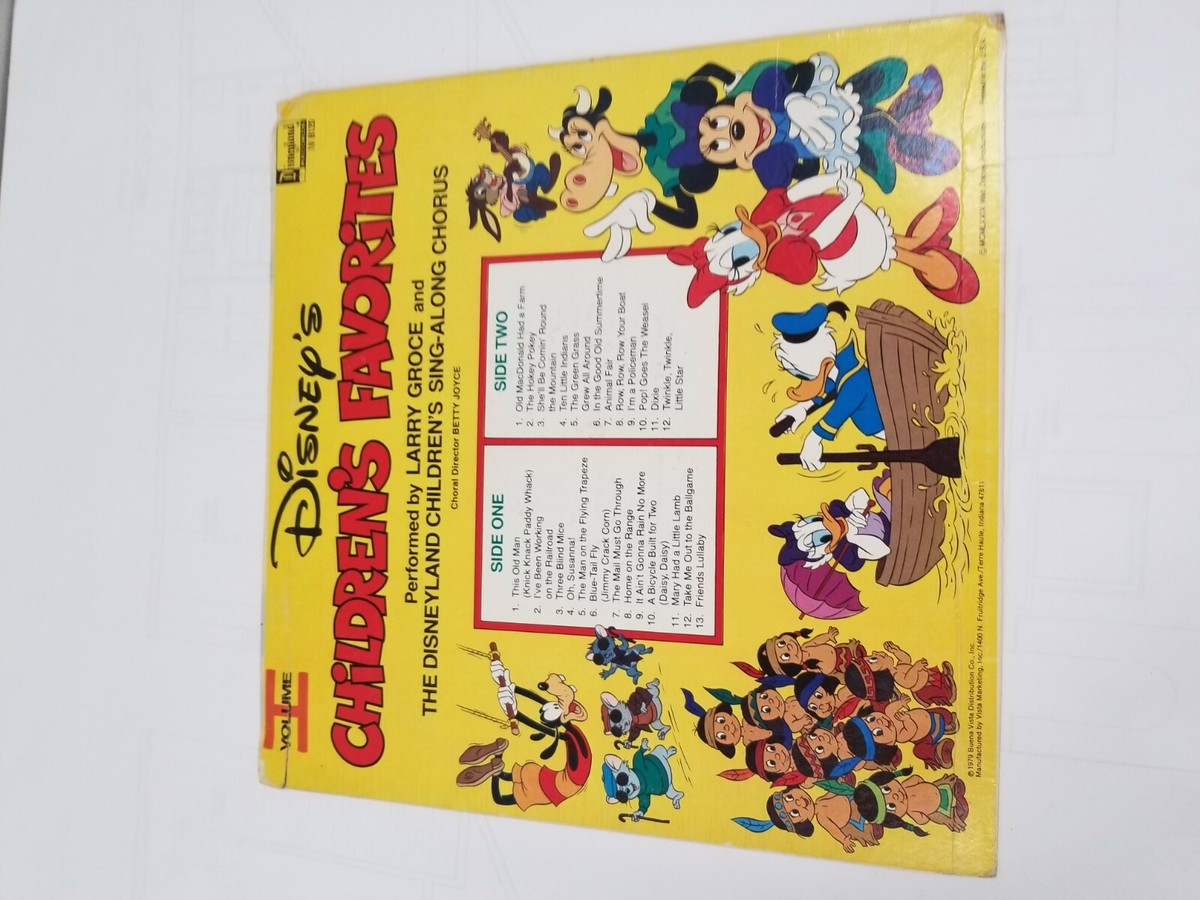 VOLUME
I
Disney's
CHiLDREN'S FAVORiTES
Disneyland
Performed by LARRY GROCE and
THE DISNEYLAND CHILDREN'S SING-ALONG CHORUS
Choral Director BETTY JOYCE
SIDE ONE
1. This Old Man
(Knick Knack Paddy Whack)
2. I've Been Working
on the Railroad
3. Three Blind Mice
4. Oh, Susanna!
5. The Man on the Flying Trapeze
6. Blue-Tail Fly
(Jimmy Crack Corn)
7. The Mail Must Go Through
8. Home on the Range
9. It Ain't Gonna Rain No More
10. A Bicycle Built for Two
(Daisy, Daisy)
11. Mary Had a Little Lamb
12. Take Me Out to the Ballgame
13. Friends Lullaby
SIDE TWO
1. Old MacDonald Had a Farm
2. The Hokey Pokey
3. She'll Be Comin' Round
the Mountain
4. Ten Little Indians
5. The Green Grass
Grew All Around
6. In the Good Old Summertime
7. Animal Fair
8. Row, Row, Row Your Boat
9. I'm a Policeman
10. Pop! Goes The Weasel
11. Dixie
12. Twinkle, Twinkle,
Little Star
©1979 Buena Vista Distribution Co., Inc.
Manufactured by Vista Marketing, Inc./1400 N. Fruitridge Ave./Terre Haute, Indiana 47811
© MCMLXXIX Walt Disney
U.S.A.